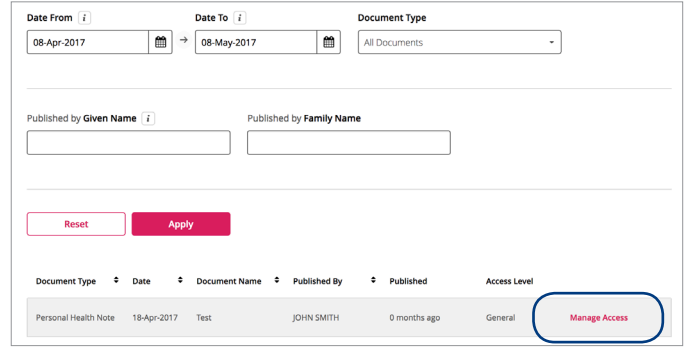 Date From i Date To i Document Type
08-Apr-2017 → 08-May-2017 All Documents
Published by Given Name i Published by Family Name
Reset Apply
Document Type Date Document Name Published By Published Access Level
Personal Health Note 18-Apr-2017 Test JOHN SMITH 0 months ago General Manage Access